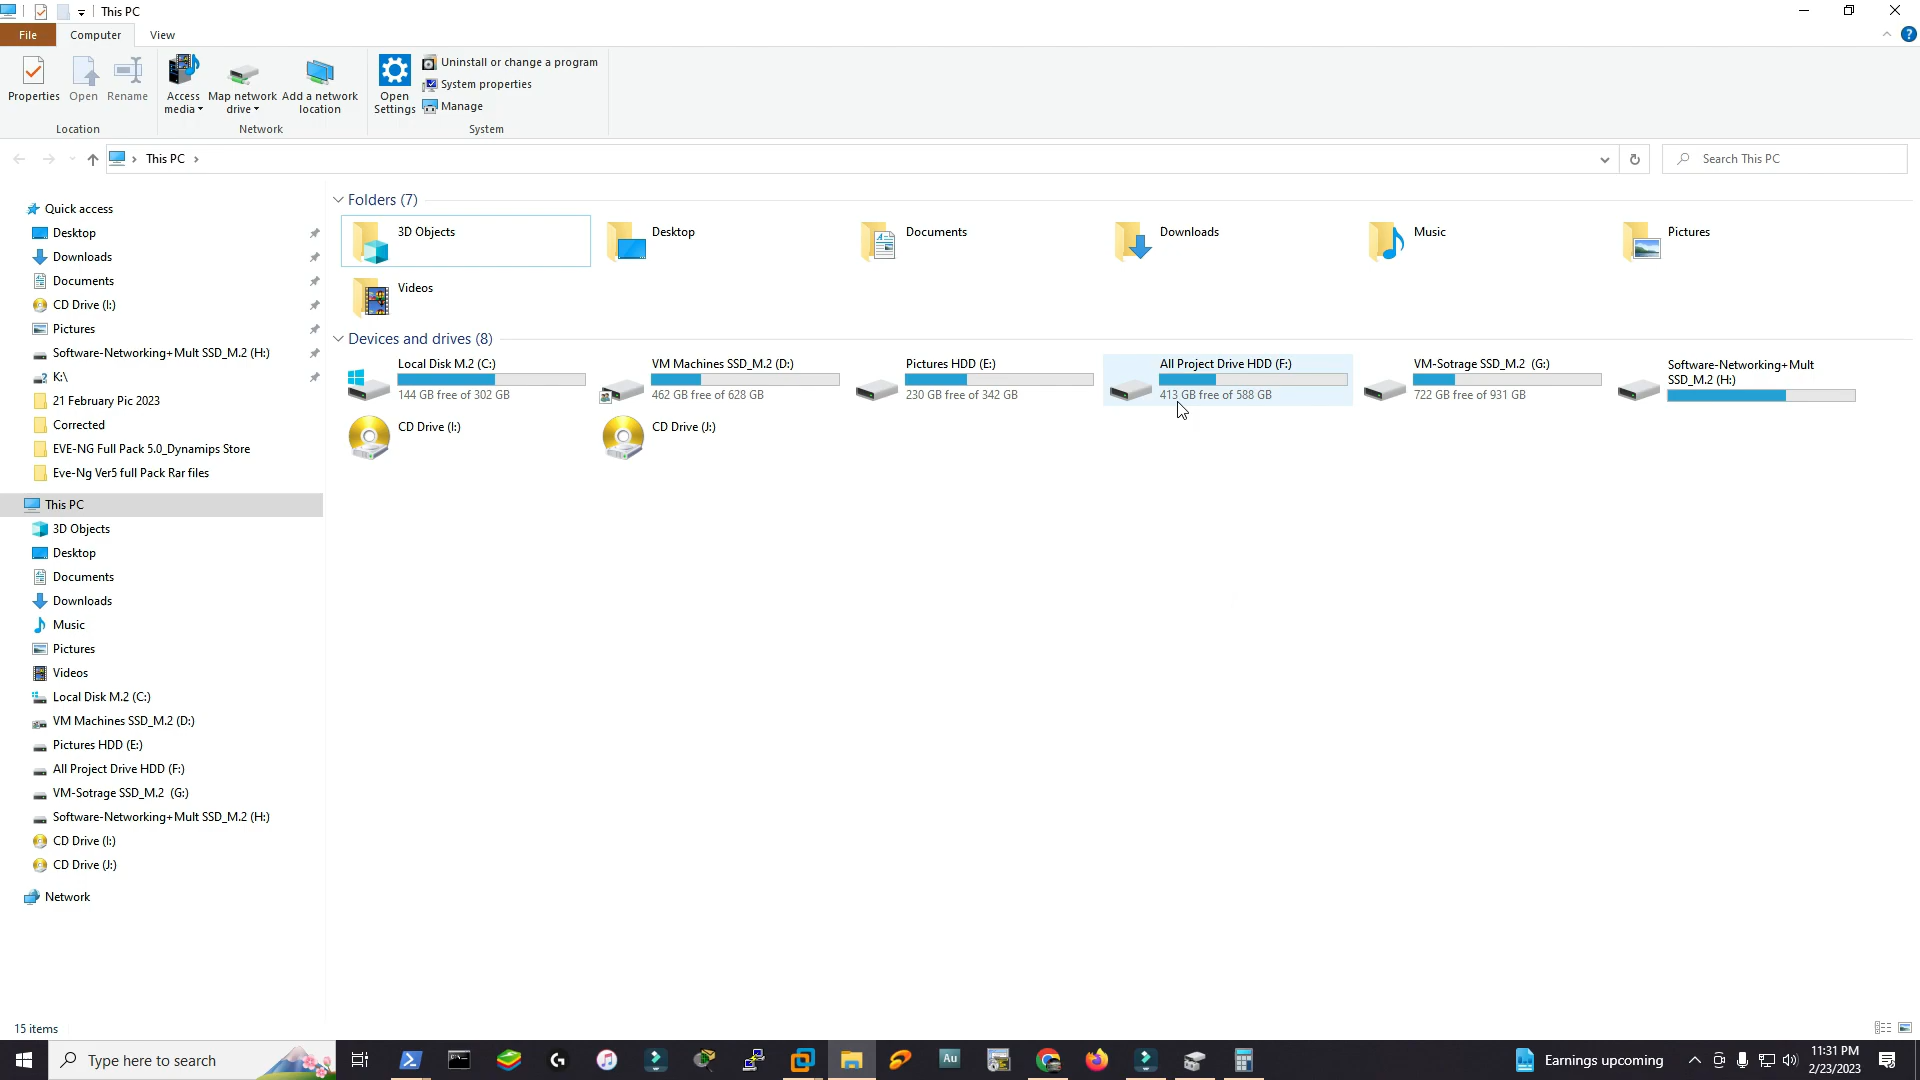 This PC
File
Computer
View
Properties
Open
Rename
Access media
Map network drive
Add a network location
Open Settings
Uninstall or change a program
System properties
Manage
Location
Network
System
This PC
Search This PC
Quick access
Desktop
Downloads
Documents
CD Drive (I:)
Pictures
Software-Networking+Mult SSD_M.2 (H:)
K:\
21 February Pic 2023
Corrected
EVE-NG Full Pack 5.0_Dynamips Store
Eve-Ng Ver5 full Pack Rar files
This PC
3D Objects
Desktop
Documents
Downloads
Music
Pictures
Videos
Local Disk M.2 (C:)
VM Machines SSD_M.2 (D:)
Pictures HDD (E:)
All Project Drive HDD (F:)
VM-Sotrage SSD_M.2 (G:)
Software-Networking+Mult SSD_M.2 (H:)
CD Drive (I:)
CD Drive (J:)
Network
Folders (7)
3D Objects
Desktop
Documents
Downloads
Music
Pictures
Videos
Devices and drives (8)
Local Disk M.2 (C:)
144 GB free of 302 GB
VM Machines SSD_M.2 (D:)
462 GB free of 628 GB
Pictures HDD (E:)
230 GB free of 342 GB
All Project Drive HDD (F:)
413 GB free of 588 GB
VM-Sotrage SSD_M.2 (G:)
722 GB free of 931 GB
Software-Networking+Mult
SSD_M.2 (H:)
CD Drive (I:)
CD Drive (J:)
15 items
Type here to search
Au
Earnings upcoming
11:31 PM
2/23/2023